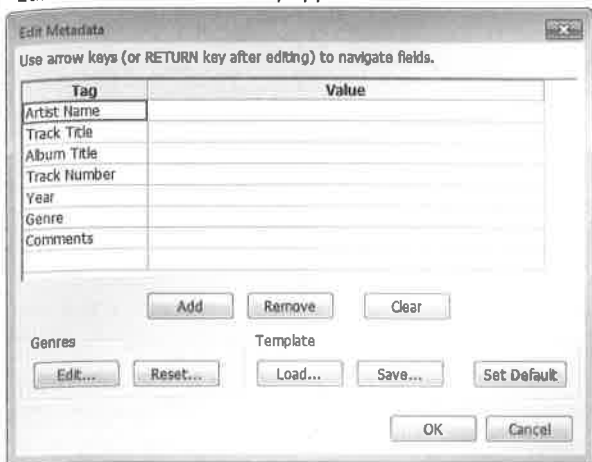 Edit Metadata
Use arrow keys (or RETURN key after editing) to navigate fields.
Tag Value
Artist Name
Track Title
Album Title
Track Number
Year
Genre
Comments
Add Remove Clear
Genres Template
Edit... Reset... Load... Save... Set Default
OK Cancel